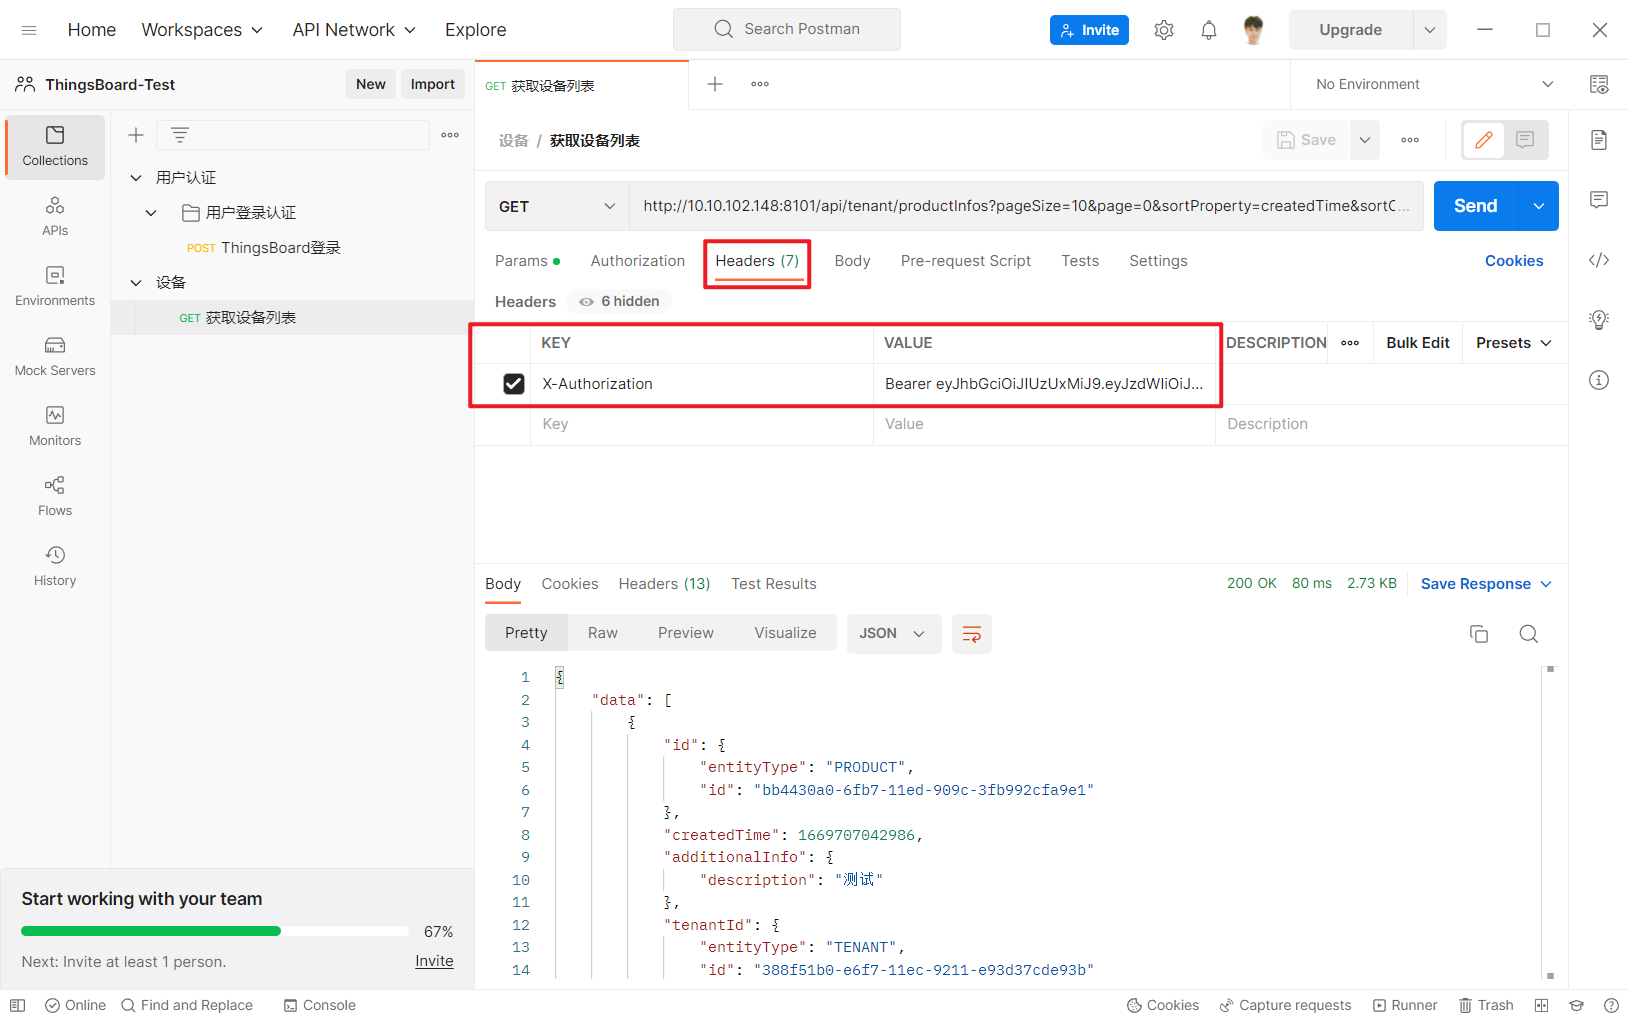 Home Workspaces API Network Explore Search Postman Invite Upgrade
ThingsBoard-Test New Import GET 获取设备列表 No Environment
Collections
APIs
Environments
Mock Servers
Monitors
Flows
History
用户认证
用户登录认证
POST ThingsBoard登录
设备
GET 获取设备列表
设备 / 获取设备列表 Save
GET http://10.10.102.148:8101/api/tenant/productInfos?pageSize=10&page=0&sortProperty=createdTime&sortO... Send
Params Authorization Headers (7) Body Pre-request Script Tests Settings Cookies
Headers 6 hidden
KEY VALUE DESCRIPTION Bulk Edit Presets
X-Authorization Bearer eyJhbGciOiJIUzUxMiJ9.eyJzdWIiOiJ...
Key Value Description
Body Cookies Headers (13) Test Results 200 OK 80 ms 2.73 KB Save Response
Pretty Raw Preview Visualize JSON
1 {
2 "data": [
3 {
4 "id": {
5 "entityType": "PRODUCT",
6 "id": "bb4430a0-6fb7-11ed-909c-3fb992cfa9e1"
7 },
8 "createdTime": 1669707042986,
9 "additionalInfo": {
10 "description": "测试"
11 },
12 "tenantId": {
13 "entityType": "TENANT",
14 "id": "388f51b0-e6f7-11ec-9211-e93d37cde93b"
Start working with your team
67%
Next: Invite at least 1 person. Invite
Online Find and Replace Console Cookies Capture requests Runner Trash